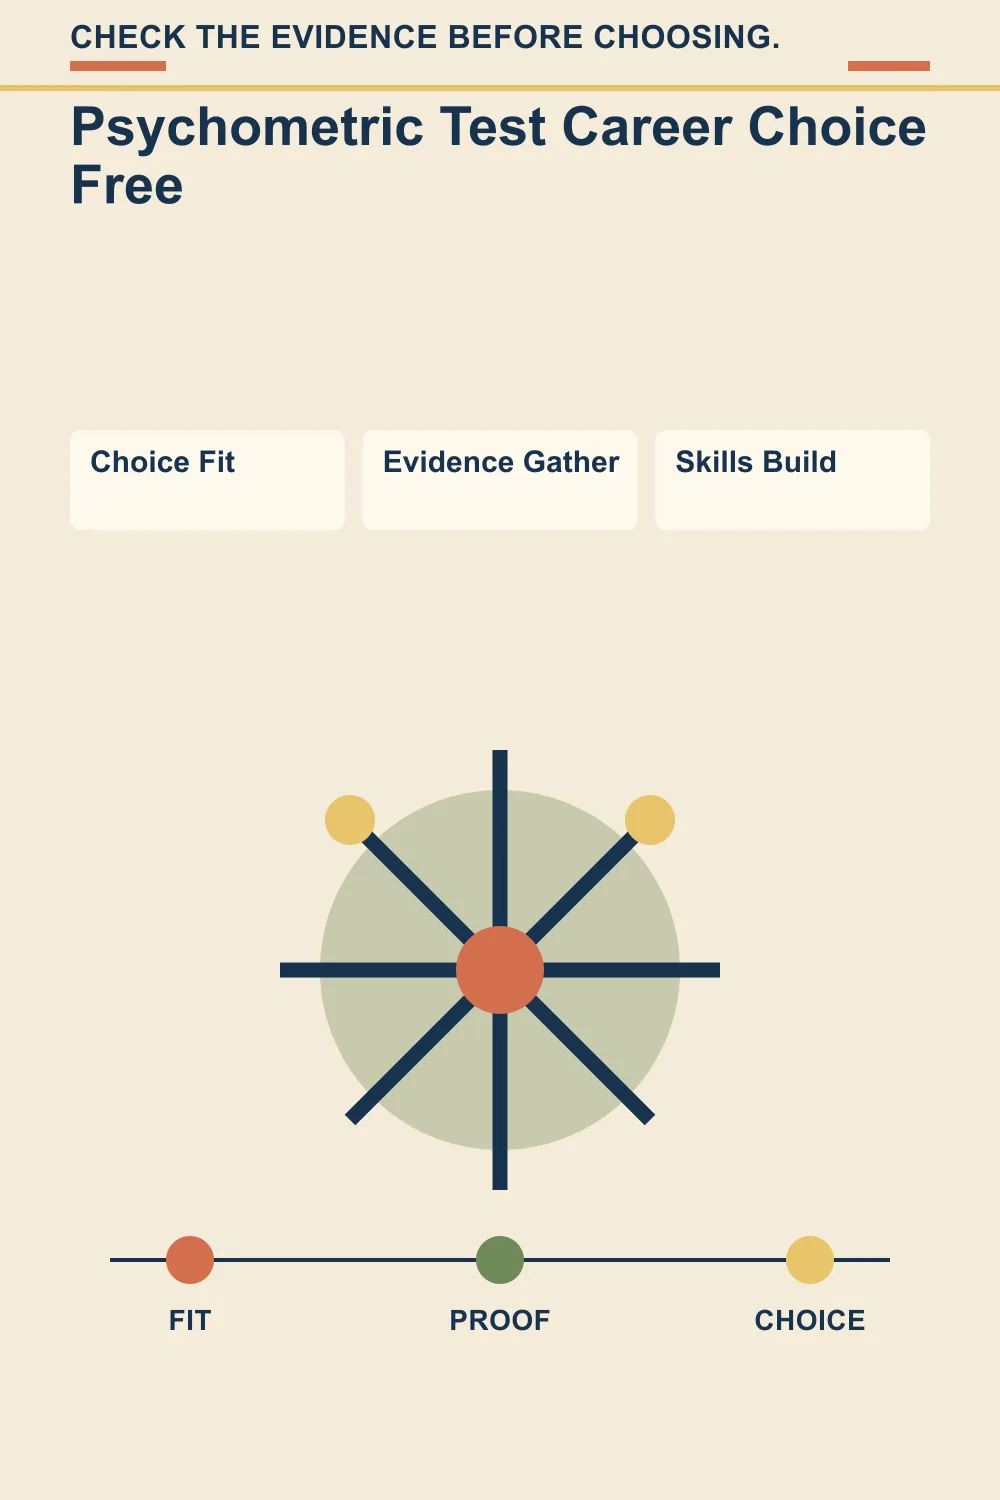 CHECK THE EVIDENCE BEFORE CHOOSING.
Psychometric Test Career Choice
Free
Choice Fit
Evidence Gather
Skills Build
FIT
PROOF
CHOICE